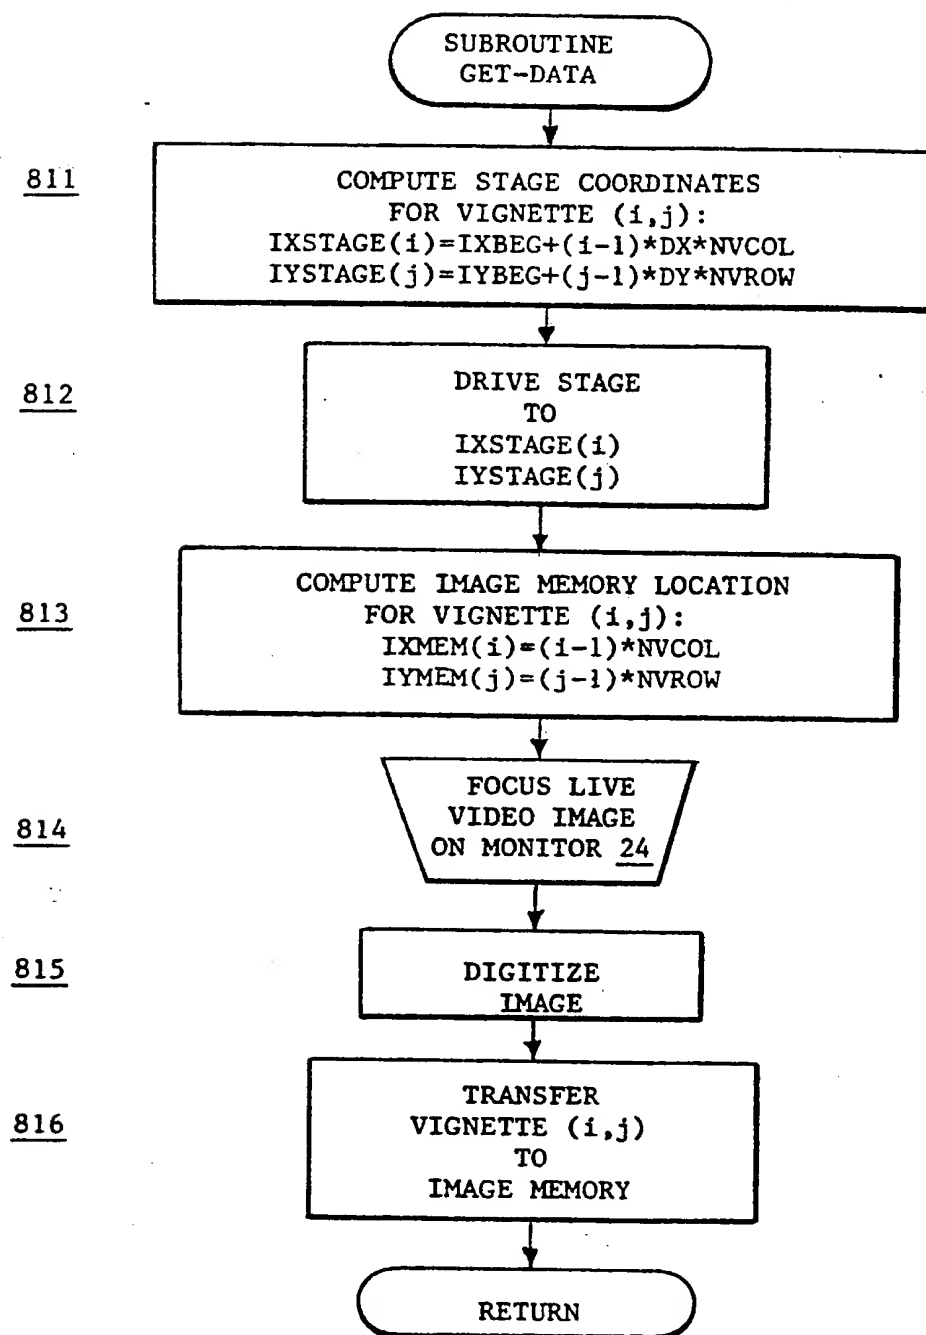 SUBROUTINE
GET-DATA
811
COMPUTE STAGE COORDINATES
FOR VIGNETTE (i,j):
IXSTAGE(i)=IXBEG+(i-1)*DX*NVCOL
IYSTAGE(j)=IYBEG+(j-1)*DY*NVROW
812
DRIVE STAGE
TO
IXSTAGE(i)
IYSTAGE(j)
813
COMPUTE IMAGE MEMORY LOCATION
FOR VIGNETTE (i,j):
IXMEM(i)=(i-1)*NVCOL
IYMEM(j)=(j-1)*NVROW
814
FOCUS LIVE
VIDEO IMAGE
ON MONITOR 24
815
DIGITIZE
IMAGE
816
TRANSFER
VIGNETTE (i,j)
TO
IMAGE MEMORY
RETURN